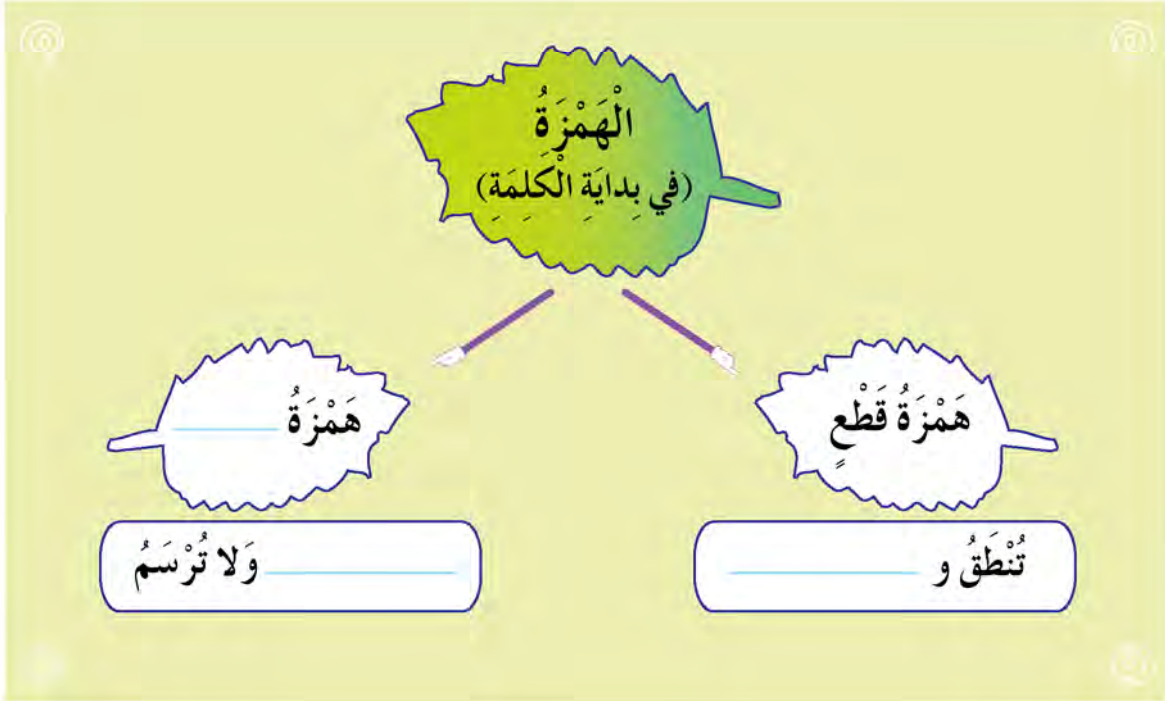 الْهَمْزَةُ
(في بِدايَةِ الْكَلِمَةِ)
هَمْزَةُ قَطْعٍ
هَمْزَةُ
تُنْطَقُ و
وَلا تُرْسَمُ